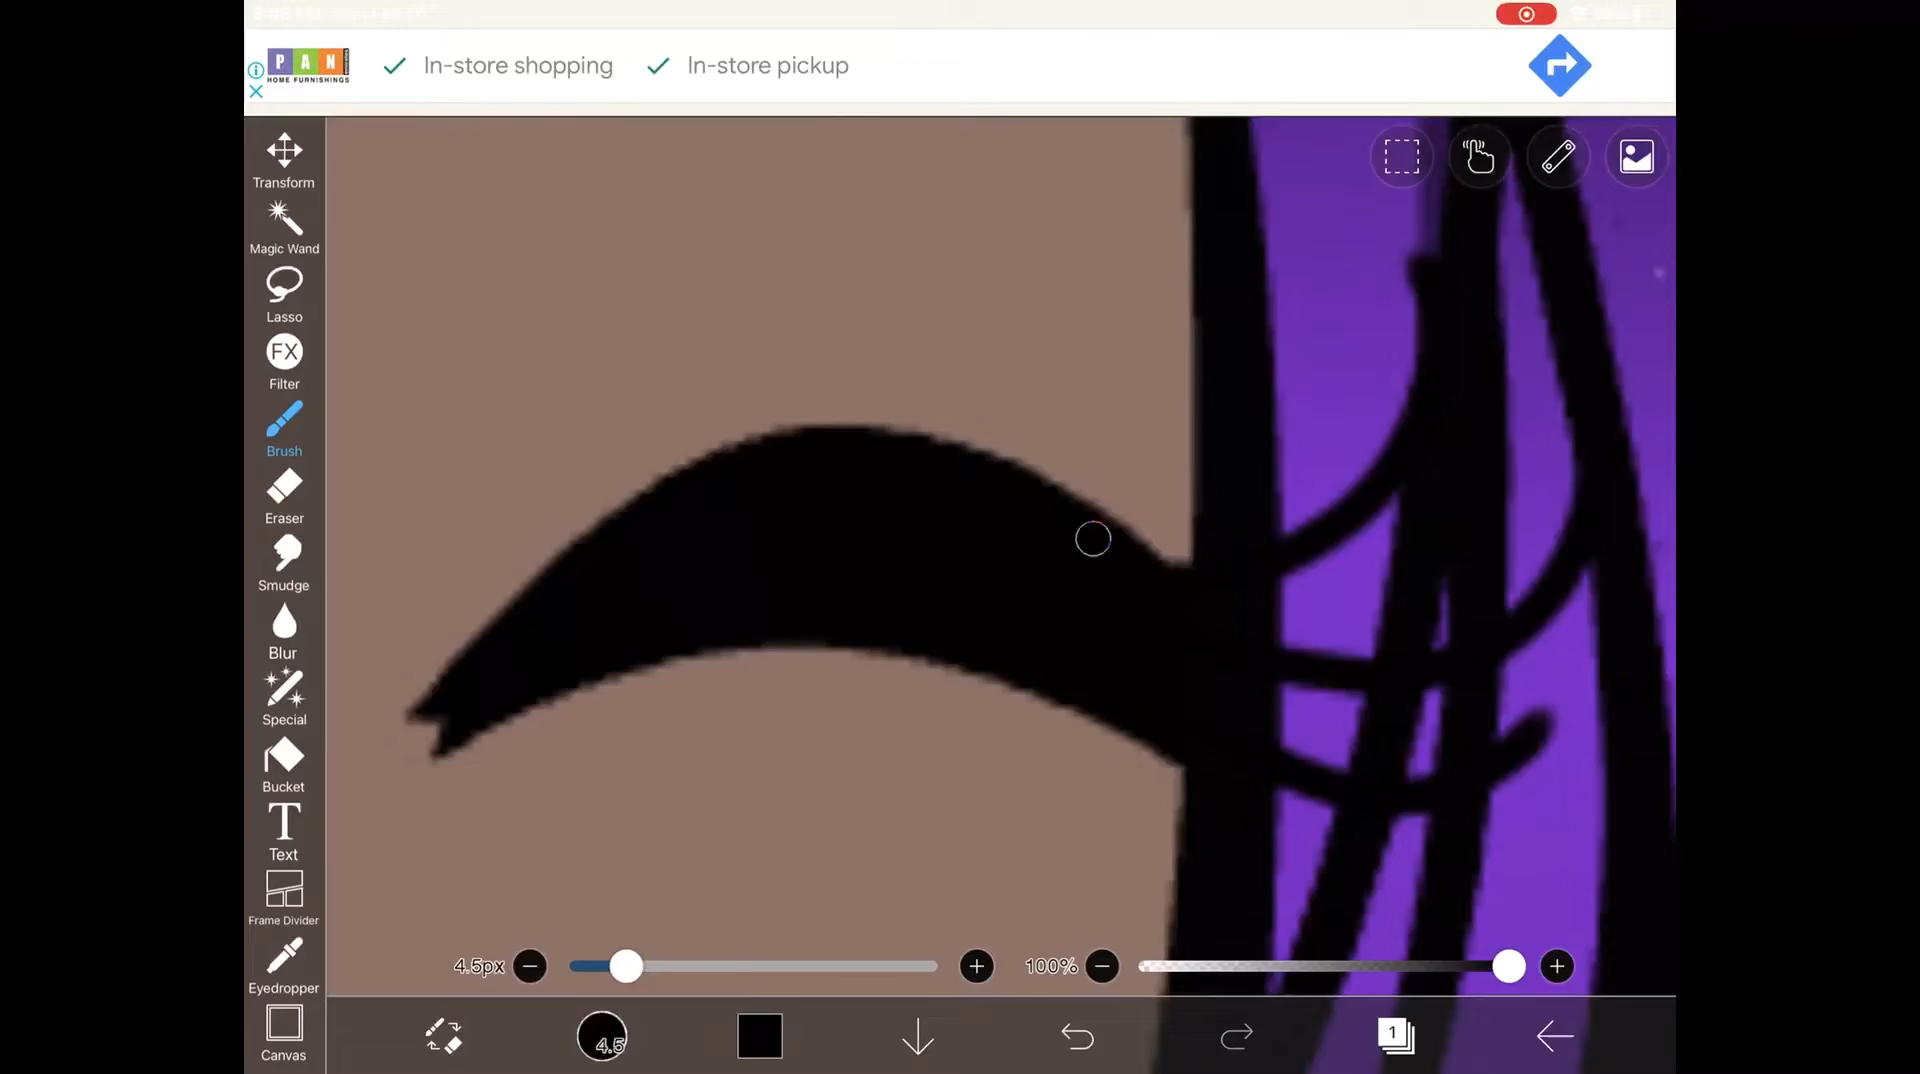 PAN
HOME FURNISHINGS
In-store shopping
In-store pickup
Transform
Magic Wand
Lasso
FX
Filter
Brush
Eraser
Smudge
Blur
Special
Bucket
T
Text
Frame Divider
Eyedropper
Canvas
4.5px
100%
4.5
1